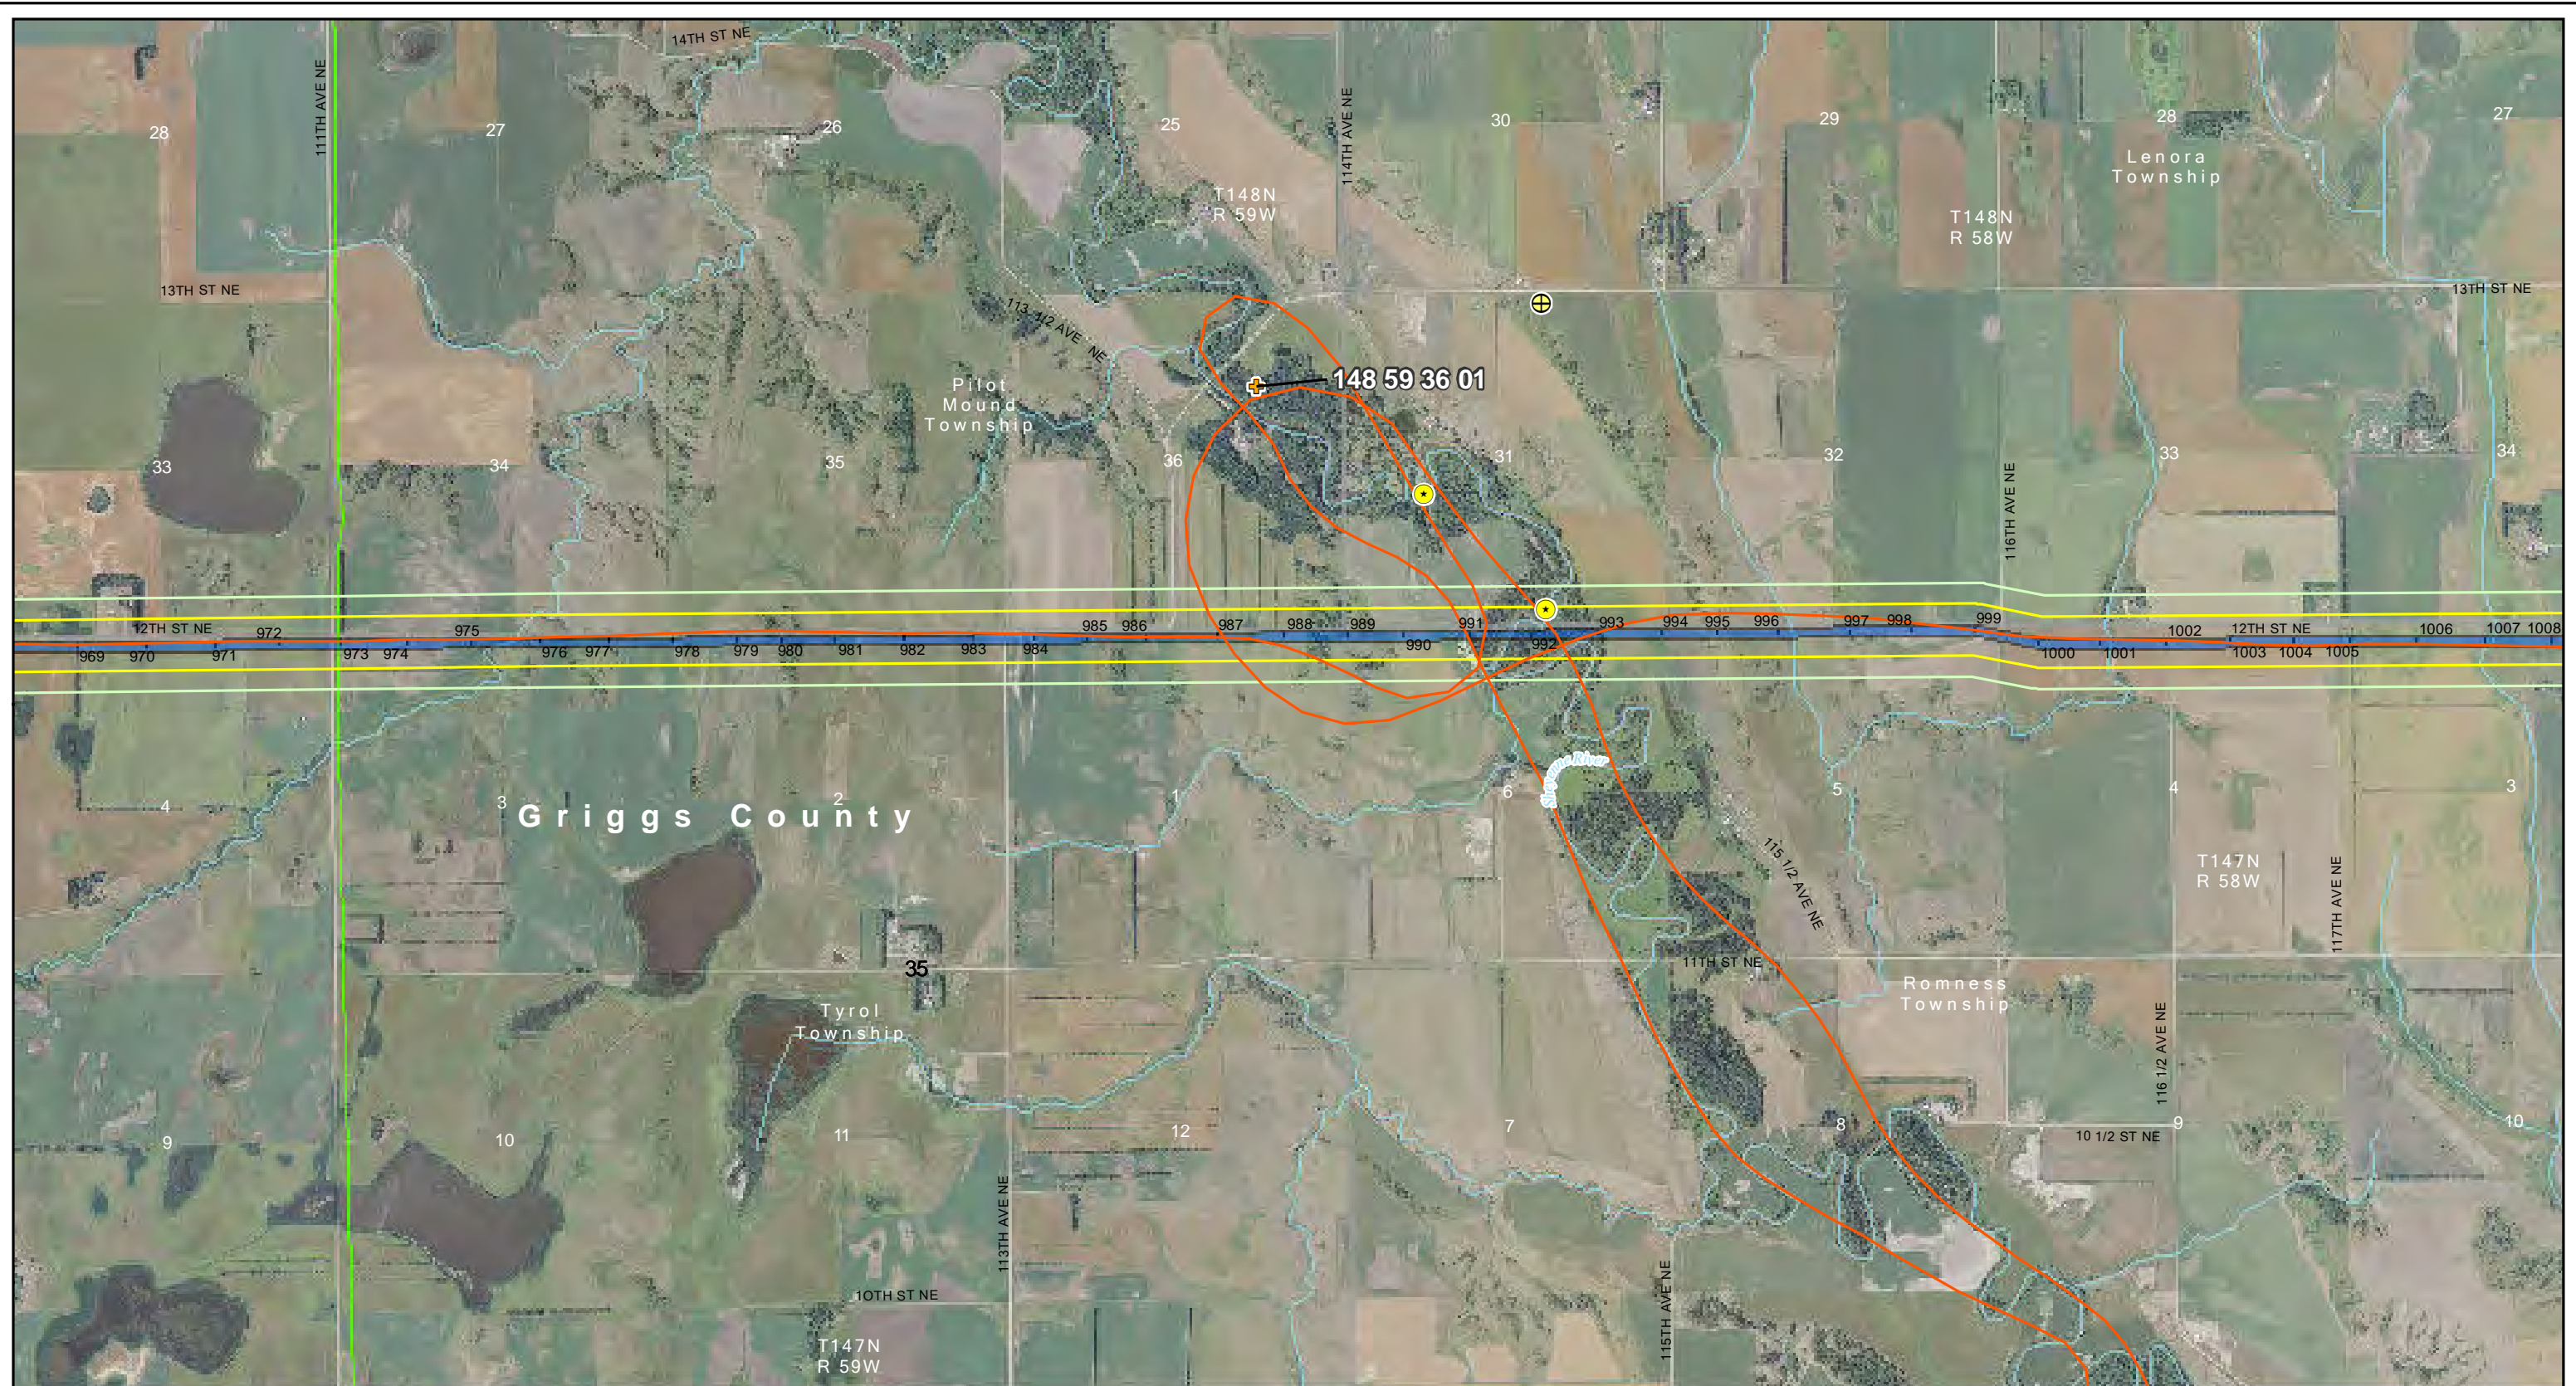 14TH ST NE
111TH AVE NE
114TH AVE NE
28
27
26
25
30
29
28
27
Lenora
Township
T148N
R 59W
T148N
R 58W
13TH ST NE
13TH ST NE
113 1/2 AVE NE
148 59 36 01
Pilot
Mound
Township
33
34
35
36
31
32
33
34
116TH AVE NE
12TH ST NE
972
975
985
986
987
988
989
991
993
994
995
996
997
998
999
1002
12TH ST NE
1006
1007
1008
969
970
971
973
974
976
977
978
979
980
981
982
983
984
990
992
1000
1001
1003
1004
1005
Sheyenne River
4
3
2
1
6
5
4
3
Griggs County
115 1/2 AVE NE
T147N
R 58W
117TH AVE NE
35
11TH ST NE
Romness
Township
Tyrol
Township
116 1/2 AVE NE
9
10
11
12
7
8
9
10
10 1/2 ST NE
113TH AVE NE
115TH AVE NE
10TH ST NE
T147N
R 59W